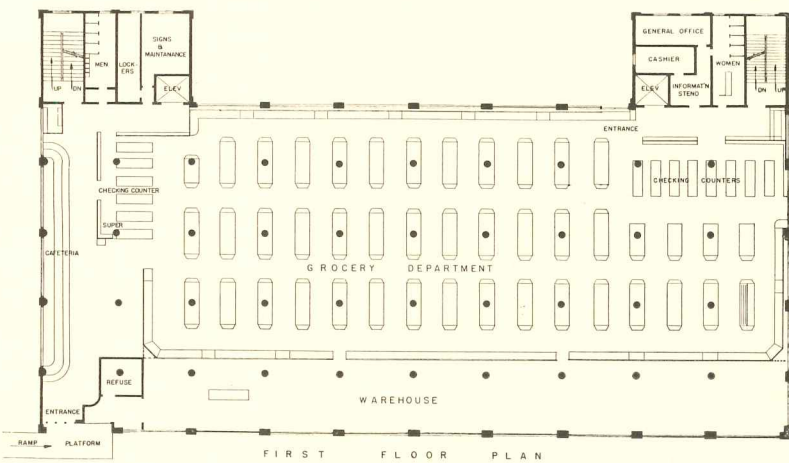 UP
DN
MEN
LOCK-
ERS
SIGNS
&
MAINTANANCE
ELEV
GENERAL OFFICE
CASHIER
ELEV
INFORMAT'N
STENO
WOMEN
DN
UP
ENTRANCE
CHECKING COUNTER
SUPER
CAFETERIA
CHECKING COUNTERS
GROCERY DEPARTMENT
REFUSE
WAREHOUSE
ENTRANCE
RAMP
PLATFORM
FIRST FLOOR PLAN